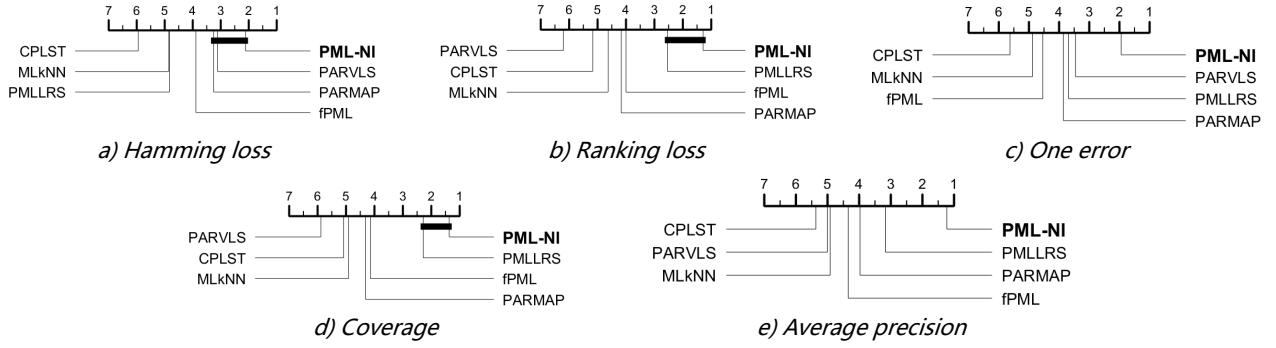 7 6 5 4 3 2 1
CPLST
MLkNN
PMLLRS
PML-NI
PARVLS
PARMAP
fPML
a) Hamming loss
7 6 5 4 3 2 1
PARVLS
CPLST
MLkNN
PML-NI
PMLLRS
fPML
PARMAP
b) Ranking loss
7 6 5 4 3 2 1
CPLST
MLkNN
fPML
PML-NI
PARVLS
PMLLRS
PARMAP
c) One error
7 6 5 4 3 2 1
PARVLS
CPLST
MLkNN
PML-NI
PMLLRS
fPML
PARMAP
d) Coverage
7 6 5 4 3 2 1
CPLST
PARVLS
MLkNN
PML-NI
PMLLRS
PARMAP
fPML
e) Average precision